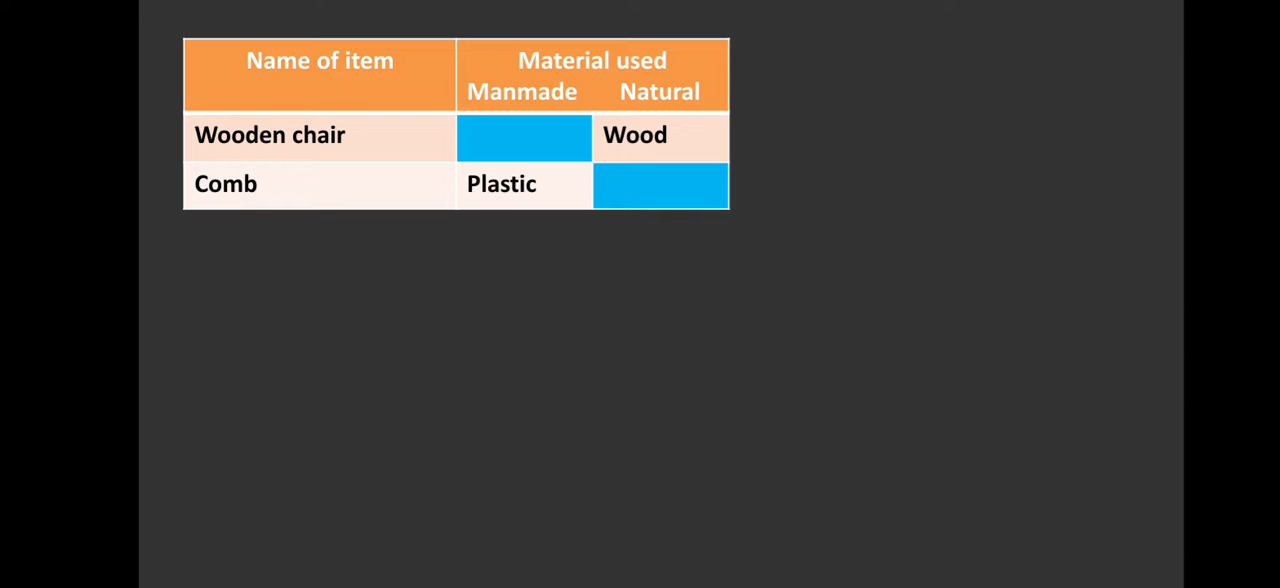 Name of item Material used
Manmade Natural
Wooden chair Wood
Comb Plastic